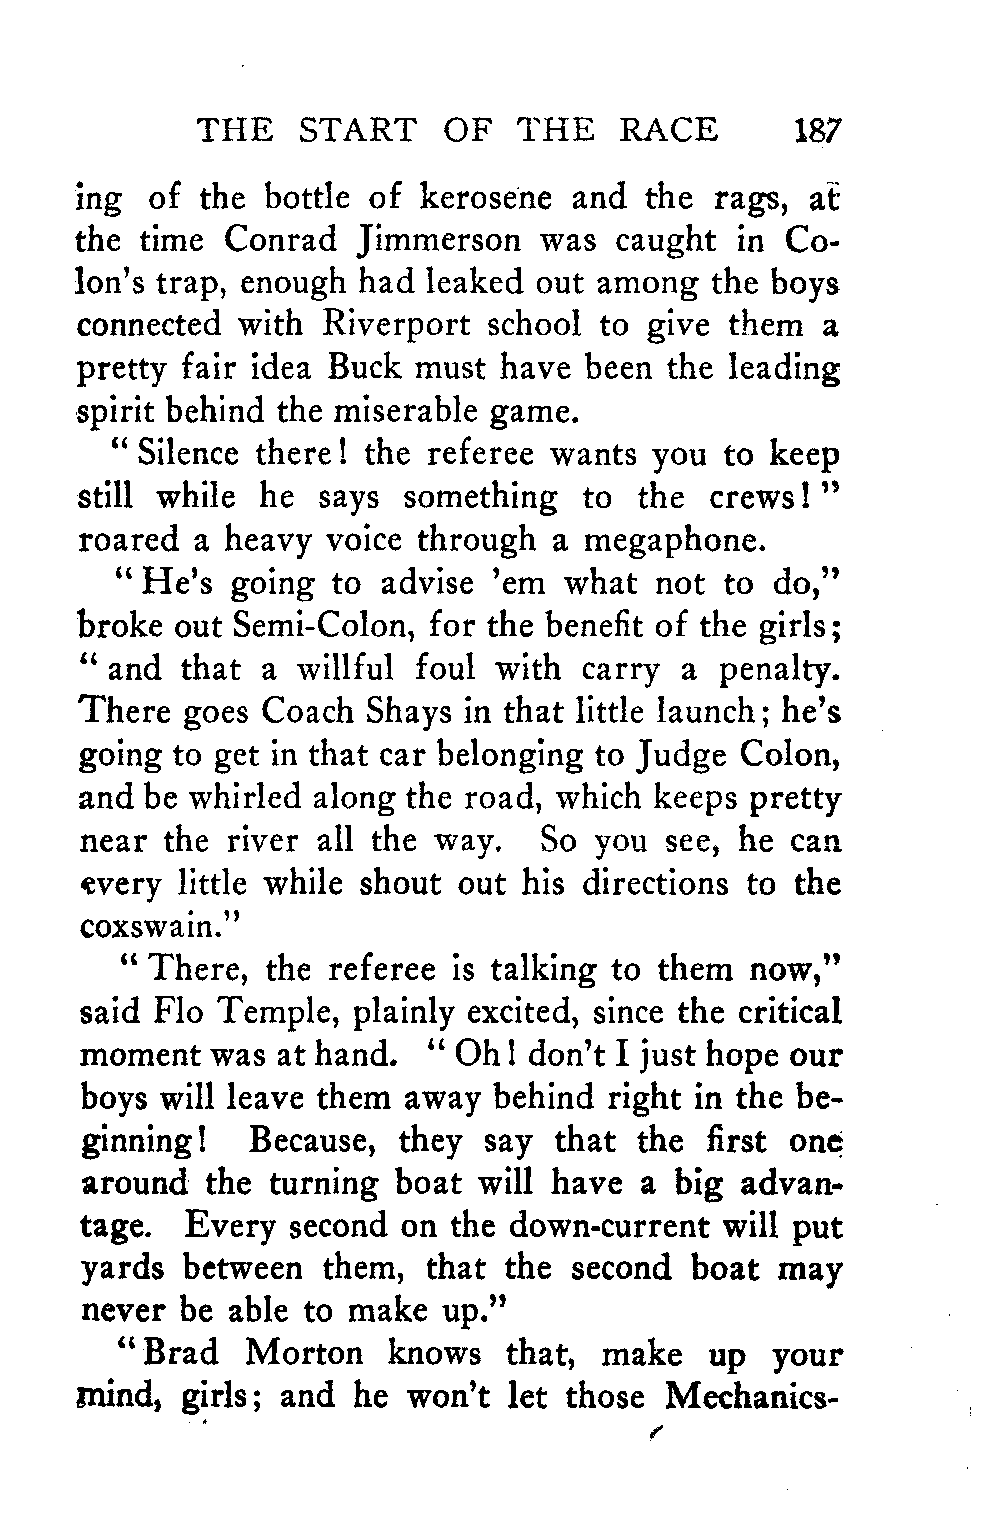 THE START OF THE RACE 187
ing of the bottle of kerosene and the rags, at
the time Conrad Jimmerson was caught in Co-
lon's trap, enough had leaked out among the boys
connected with Riverport school to give them a
pretty fair idea Buck must have been the leading
spirit behind the miserable game.
" Silence there! the referee wants you to keep
still while he says something to the crews! "
roared a heavy voice through a megaphone.
" He's going to advise 'em what not to do,"
broke out Semi-Colon, for the benefit of the girls;
" and that a willful foul with carry a penalty.
There goes Coach Shays in that little launch; he's
going to get in that car belonging to Judge Colon,
and be whirled along the road, which keeps pretty
near the river all the way. So you see, he can
every little while shout out his directions to the
coxswain."
" There, the referee is talking to them now,"
said Flo Temple, plainly excited, since the critical
moment was at hand. " Oh! don't I just hope our
boys will leave them away behind right in the be-
ginning! Because, they say that the first one
around the turning boat will have a big advan-
tage. Every second on the down-current will put
yards between them, that the second boat may
never be able to make up."
" Brad Morton knows that, make up your
mind, girls; and he won't let those Mechanics-